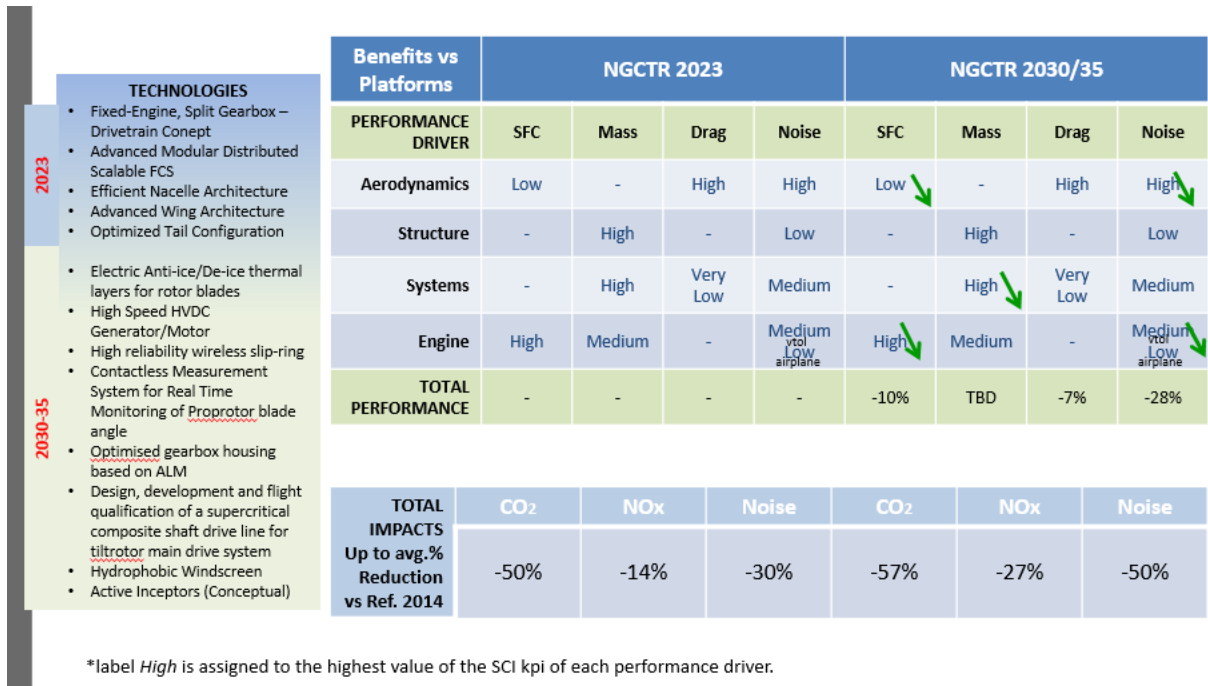 TECHNOLOGIES
• Fixed-Engine, Split Gearbox –
Drivetrain Conept
• Advanced Modular Distributed
Scalable FCS
• Efficient Nacelle Architecture
• Advanced Wing Architecture
• Optimized Tail Configuration
2023
• Electric Anti-ice/De-ice thermal
layers for rotor blades
• High Speed HVDC
Generator/Motor
• High reliability wireless slip-ring
• Contactless Measurement
System for Real Time
Monitoring of Proprotor blade
angle
• Optimised gearbox housing
based on ALM
• Design, development and flight
qualification of a supercritical
composite shaft drive line for
tiltrotor main drive system
• Hydrophobic Windscreen
• Active Inceptors (Conceptual)
2030-35
Benefits vs
Platforms
NGCTR 2023
NGCTR 2030/35
PERFORMANCE
DRIVER
SFC Mass Drag Noise SFC Mass Drag Noise
Aerodynamics Low - High High Low - High High
Structure - High - Low - High - Low
Systems - High Very Low Medium - High Very Low Medium
Engine High Medium - Medium vtol Low airplane High Medium - Medium vtol Low airplane
TOTAL
PERFORMANCE
- - - - -10% TBD -7% -28%
TOTAL
IMPACTS
Up to avg.%
Reduction
vs Ref. 2014
CO2 NOx Noise CO2 NOx Noise
-50% -14% -30% -57% -27% -50%
*label High is assigned to the highest value of the SCI kpi of each performance driver.